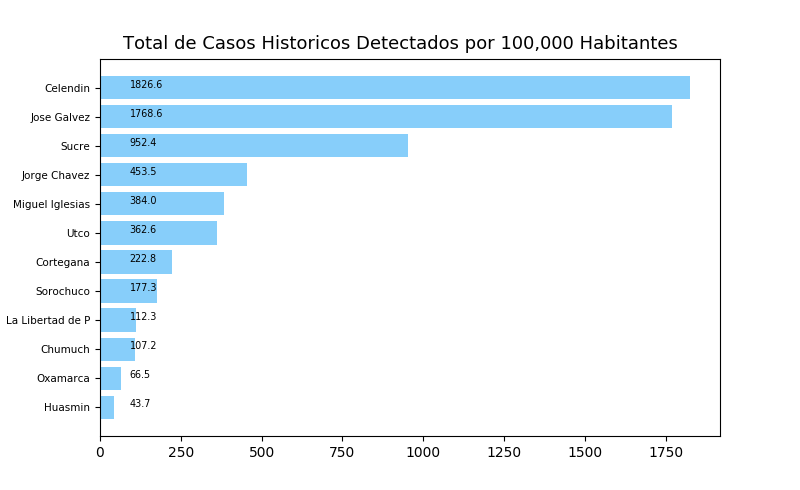 Total de Casos Historicos Detectados por 100,000 Habitantes
Celendin 1826.6
Jose Galvez 1768.6
Sucre 952.4
Jorge Chavez 453.5
Miguel Iglesias 384.0
Utco 362.6
Cortegana 222.8
Sorochuco 177.3
La Libertad de P 112.3
Chumuch 107.2
Oxamarca 66.5
Huasmin 43.7
0 250 500 750 1000 1250 1500 1750